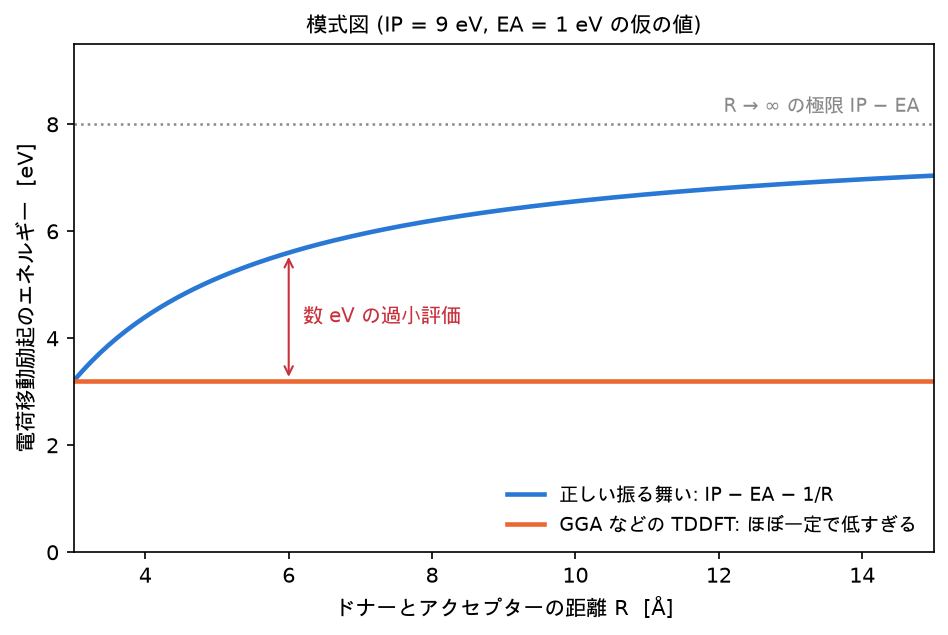 模式図 (IP = 9 eV, EA = 1 eV の仮の値)
R → ∞ の極限 IP − EA
電荷移動励起のエネルギー [eV]
8
6
4
2
0
数 eV の過小評価
正しい振る舞い: IP − EA − 1/R
GGA などの TDDFT: ほぼ一定で低すぎる
4 6 8 10 12 14
ドナーとアクセプターの距離 R [Å]